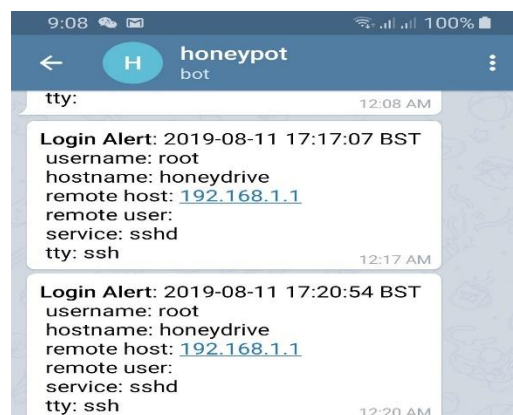 9:08 100%
H honeypot
bot
tty: 12:08 AM
Login Alert: 2019-08-11 17:17:07 BST
username: root
hostname: honeydrive
remote host: 192.168.1.1
remote user:
service: sshd
tty: ssh 12:17 AM
Login Alert: 2019-08-11 17:20:54 BST
username: root
hostname: honeydrive
remote host: 192.168.1.1
remote user:
service: sshd
tty: ssh 12:20 AM